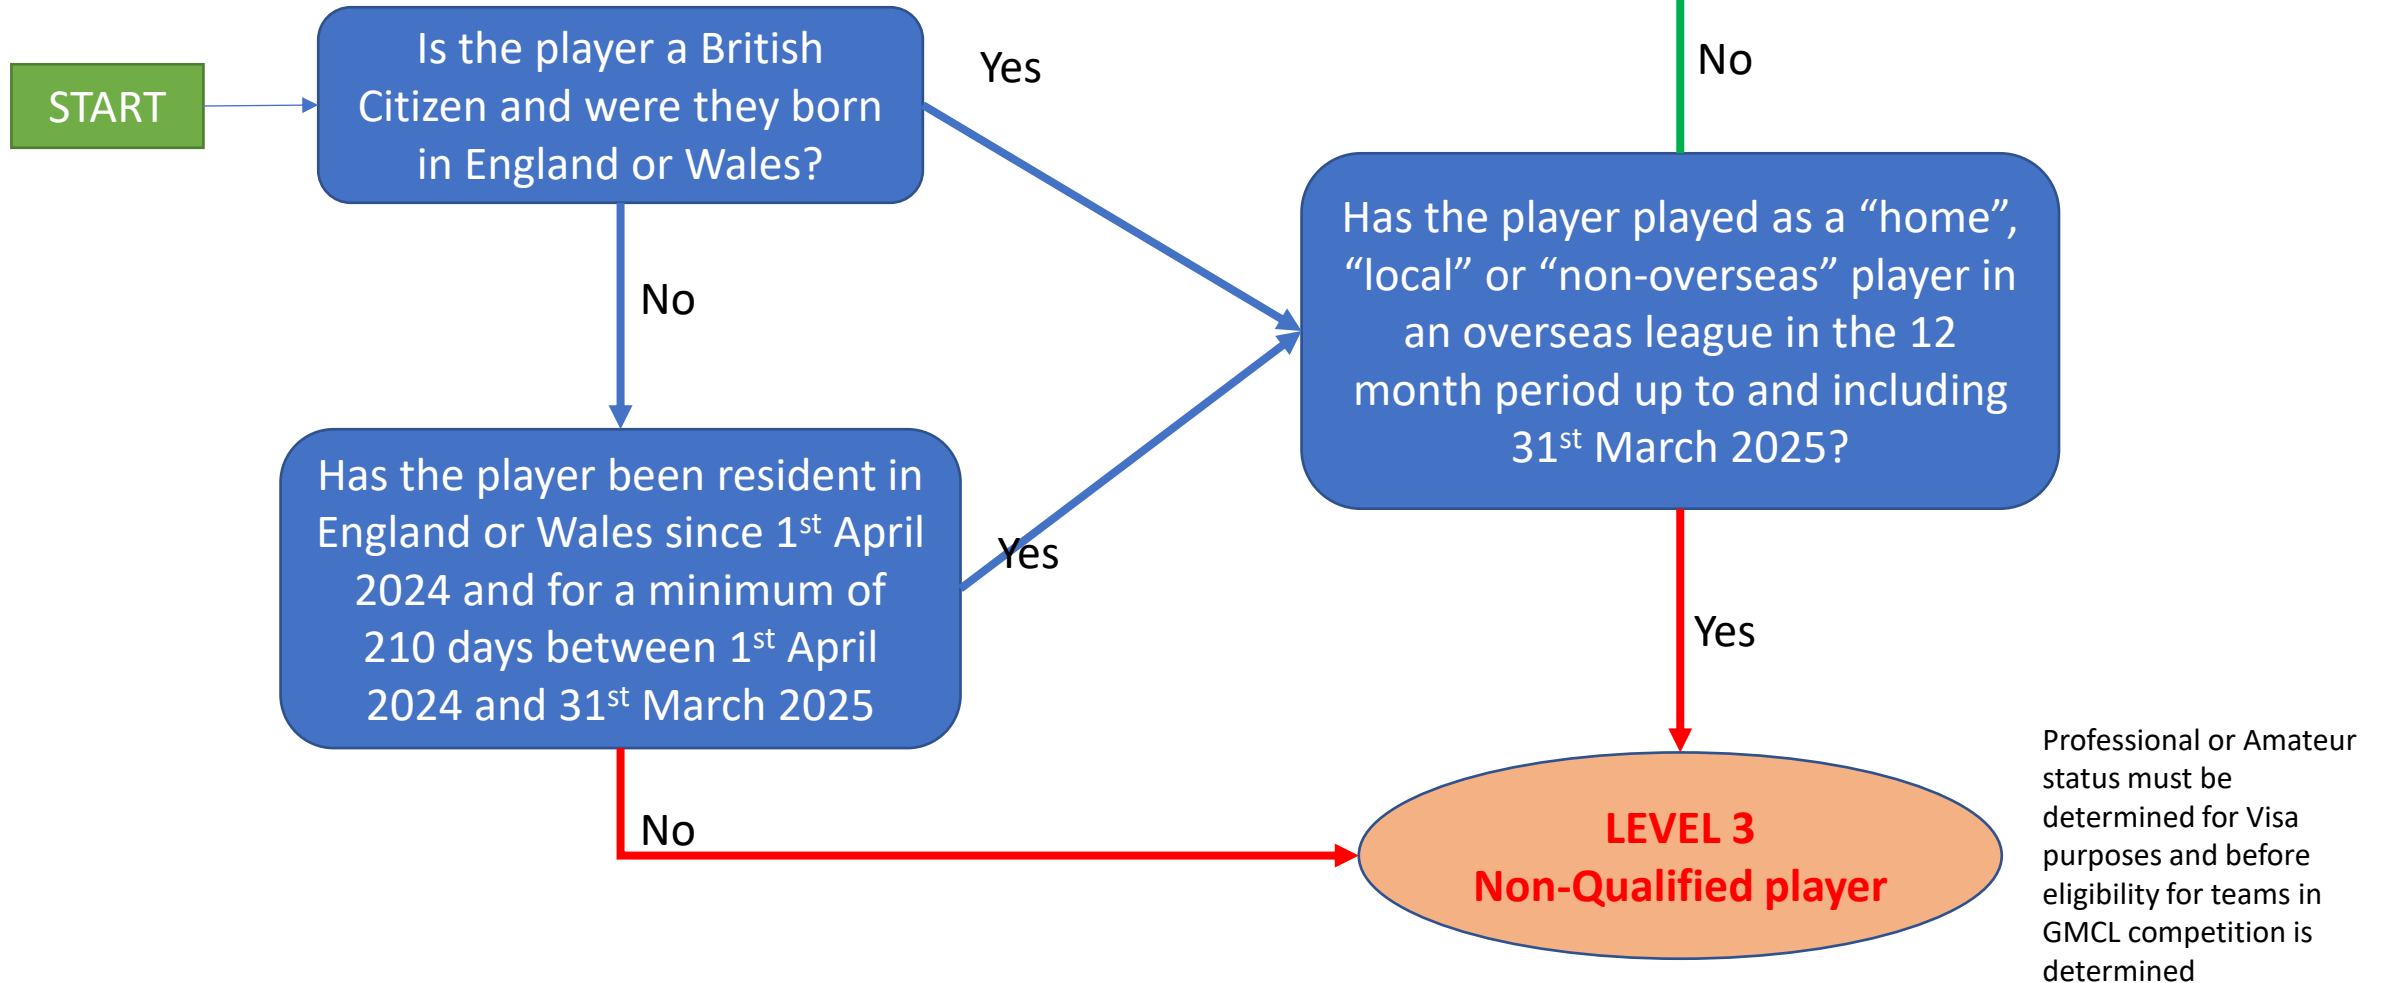 START
Is the player a British
Citizen and were they born
in England or Wales?
Yes
No
No
Has the player played as a “home”,
“local” or “non-overseas” player in
an overseas league in the 12
month period up to and including
31st March 2025?
Has the player been resident in
England or Wales since 1st April
2024 and for a minimum of
210 days between 1st April
2024 and 31st March 2025
Yes
Yes
No
LEVEL 3
Non-Qualified player
Professional or Amateur
status must be
determined for Visa
purposes and before
eligibility for teams in
GMCL competition is
determined